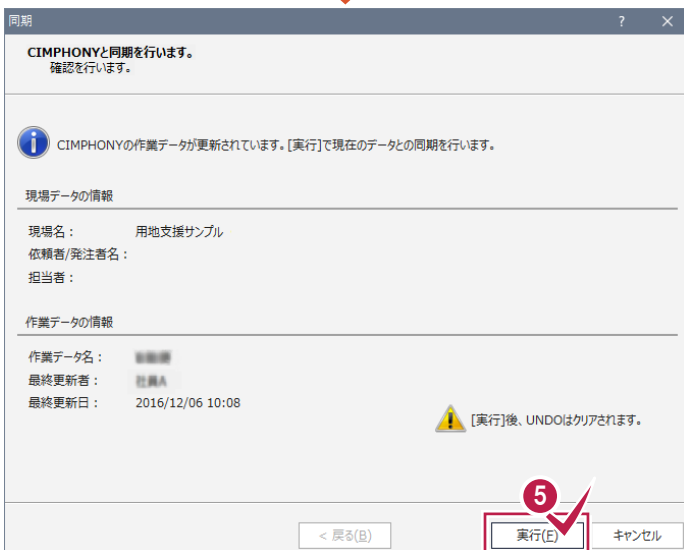 同期 ?
CIMPHONYと同期を行います。
確認を行います。
CIMPHONYの作業データが更新されています。[実行]で現在のデータとの同期を行います。
現場データの情報
現場名: 用地支援サンプル
依頼者/発注者名:
担当者:
作業データの情報
作業データ名:
最終更新者: 社員A
最終更新日: 2016/12/06 10:08
[実行]後、UNDOはクリアされます。
5
< 戻る(B) 実行(F) キャンセル